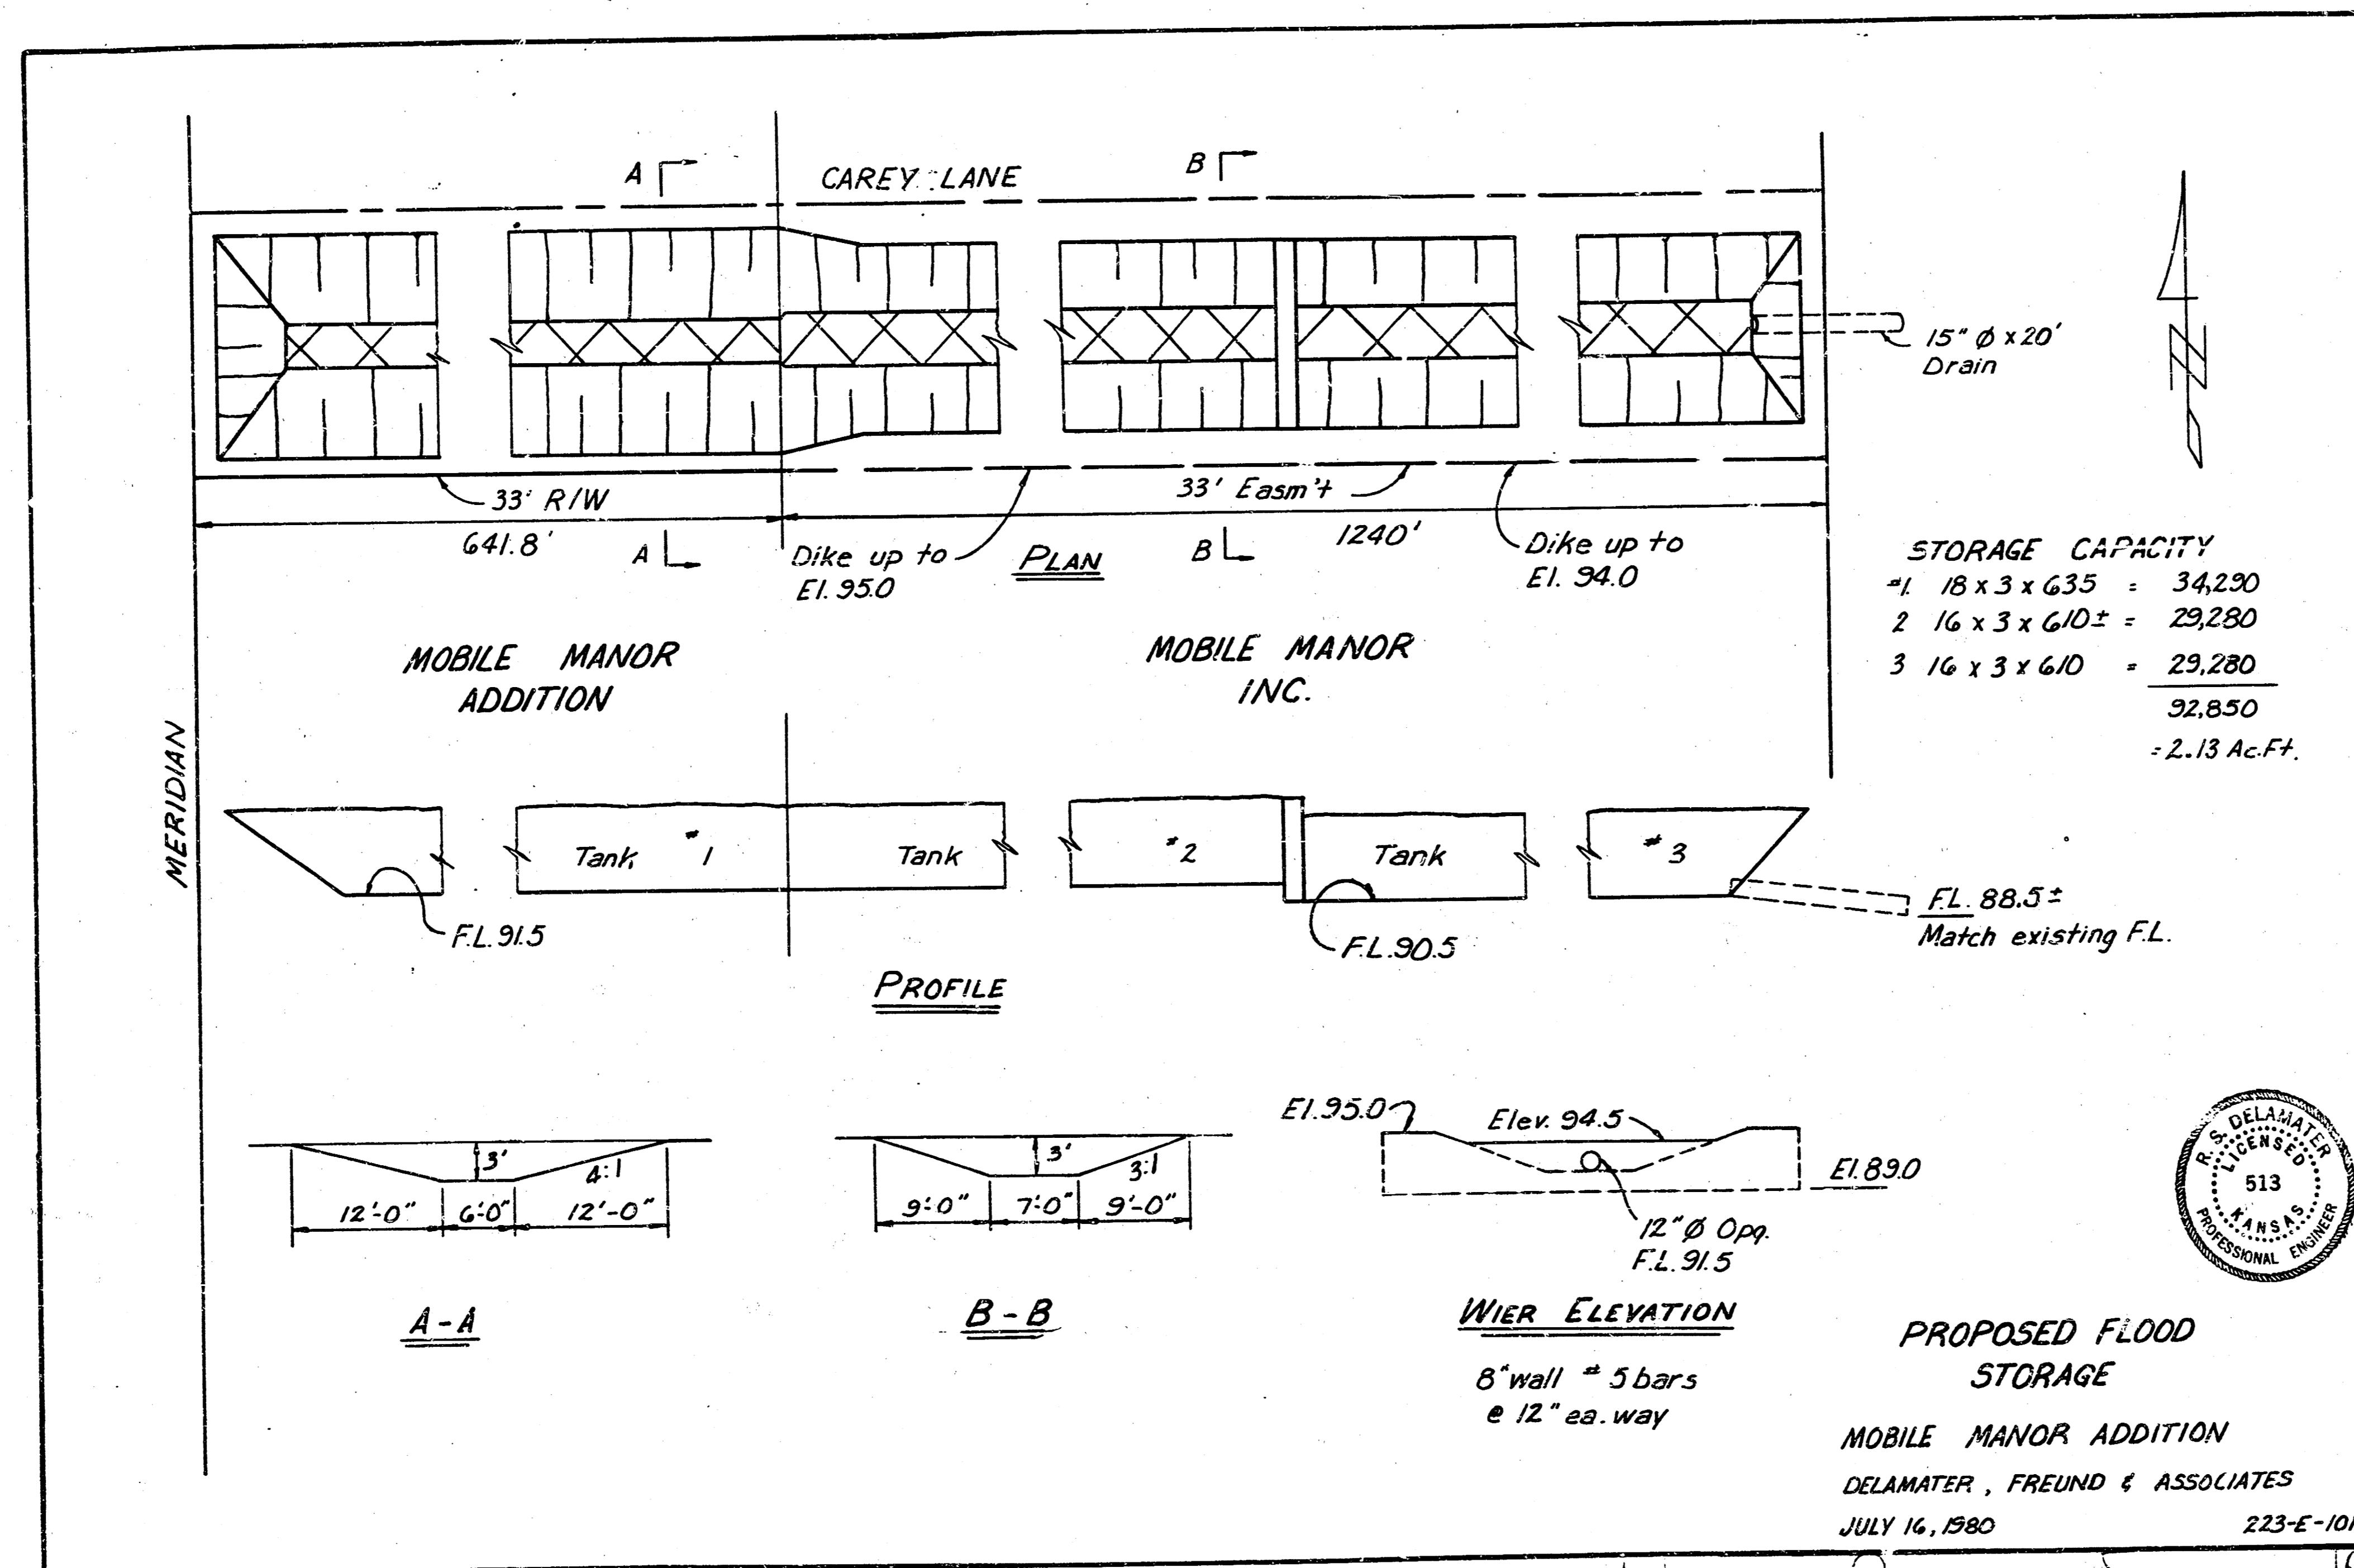 A
CAREY LANE
B
15" Ø x 20'
Drain
33' R/W
33' Easm't
641.8'
1240'
A
Dike up to
El. 95.0
PLAN
B
Dike up to
El. 94.0
STORAGE CAPACITY
#1. 18 x 3 x 635 = 34,290
2 16 x 3 x 610± = 29,280
3 16 x 3 x 610 = 29,280
92,850
= 2.13 Ac.Ft.
MOBILE MANOR
ADDITION
MOBILE MANOR
INC.
MERIDIAN
Tank #1
Tank
#2
Tank
#3
F.L. 91.5
F.L. 90.5
F.L. 88.5±
Match existing F.L.
PROFILE
3'
4:1
12'-0" 6'-0" 12'-0"
A-A
3'
3:1
9'-0" 7'-0" 9'-0"
B-B
El. 95.0
Elev. 94.5
El. 89.0
12" Ø Opg.
F.L. 91.5
WIER ELEVATION
8" wall #5 bars
@ 12" ea. way
R. S. DELAMATER
LICENSED
513
KANSAS
PROFESSIONAL ENGINEER
PROPOSED FLOOD
STORAGE
MOBILE MANOR ADDITION
DELAMATER, FREUND & ASSOCIATES
JULY 16, 1980 223-E-101